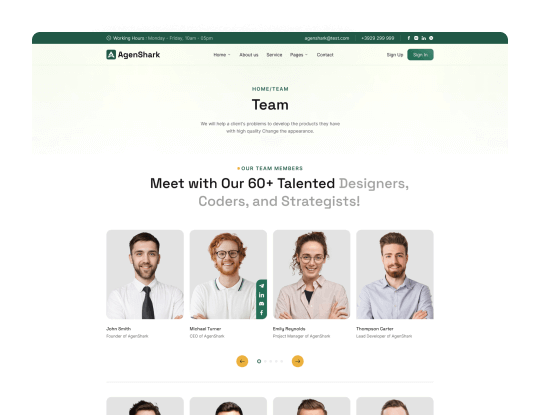 Working Hours : Monday - Friday, 10am - 05pm
agenshark@text.com
+3929 299 999
AgenShark
Home
About us
Service
Pages
Contact
Sign Up
Sign In
HOME/TEAM
Team
We will help a client's problems to develop the products they have
with high quality Change the appearance.
OUR TEAM MEMBERS
Meet with Our 60+ Talented Designers,
Coders, and Strategists!
John Smith
Founder of AgenShark
Michael Turner
CEO of AgenShark
Emily Reynolds
Project Manager of AgenShark
Thompson Carter
Lead Developer of AgenShark